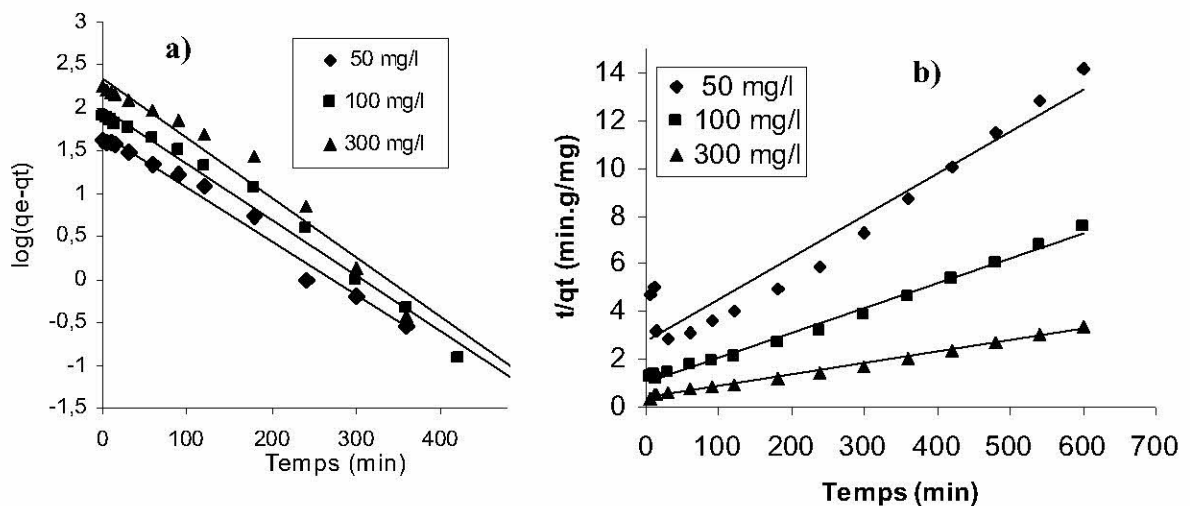 a)
3
2,5
2
1,5
1
0,5
0
-0,5
-1
-1,5
log(qe-qt)
◆ 50 mg/l
■ 100 mg/l
▲ 300 mg/l
0 100 200 300 400
Temps (min)
b)
14
12
10
8
6
4
2
0
t/qt (min.g/mg)
◆ 50 mg/l
■ 100 mg/l
▲ 300 mg/l
0 100 200 300 400 500 600 700
Temps (min)